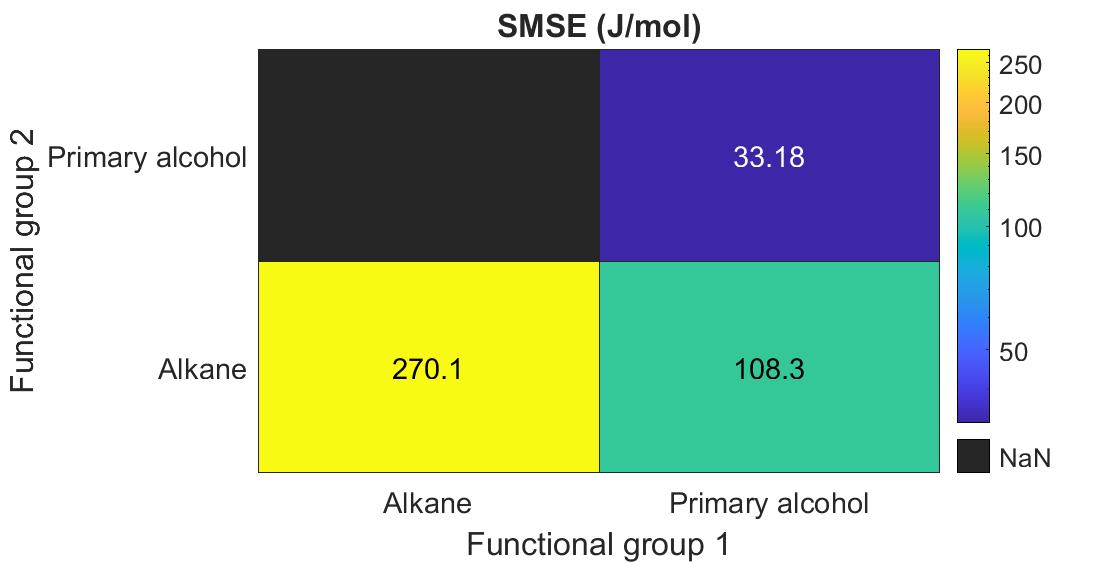 SMSE (J/mol)
Functional group 2
Primary alcohol
33.18
Alkane
270.1
108.3
Alkane
Primary alcohol
Functional group 1
250
200
150
100
50
NaN